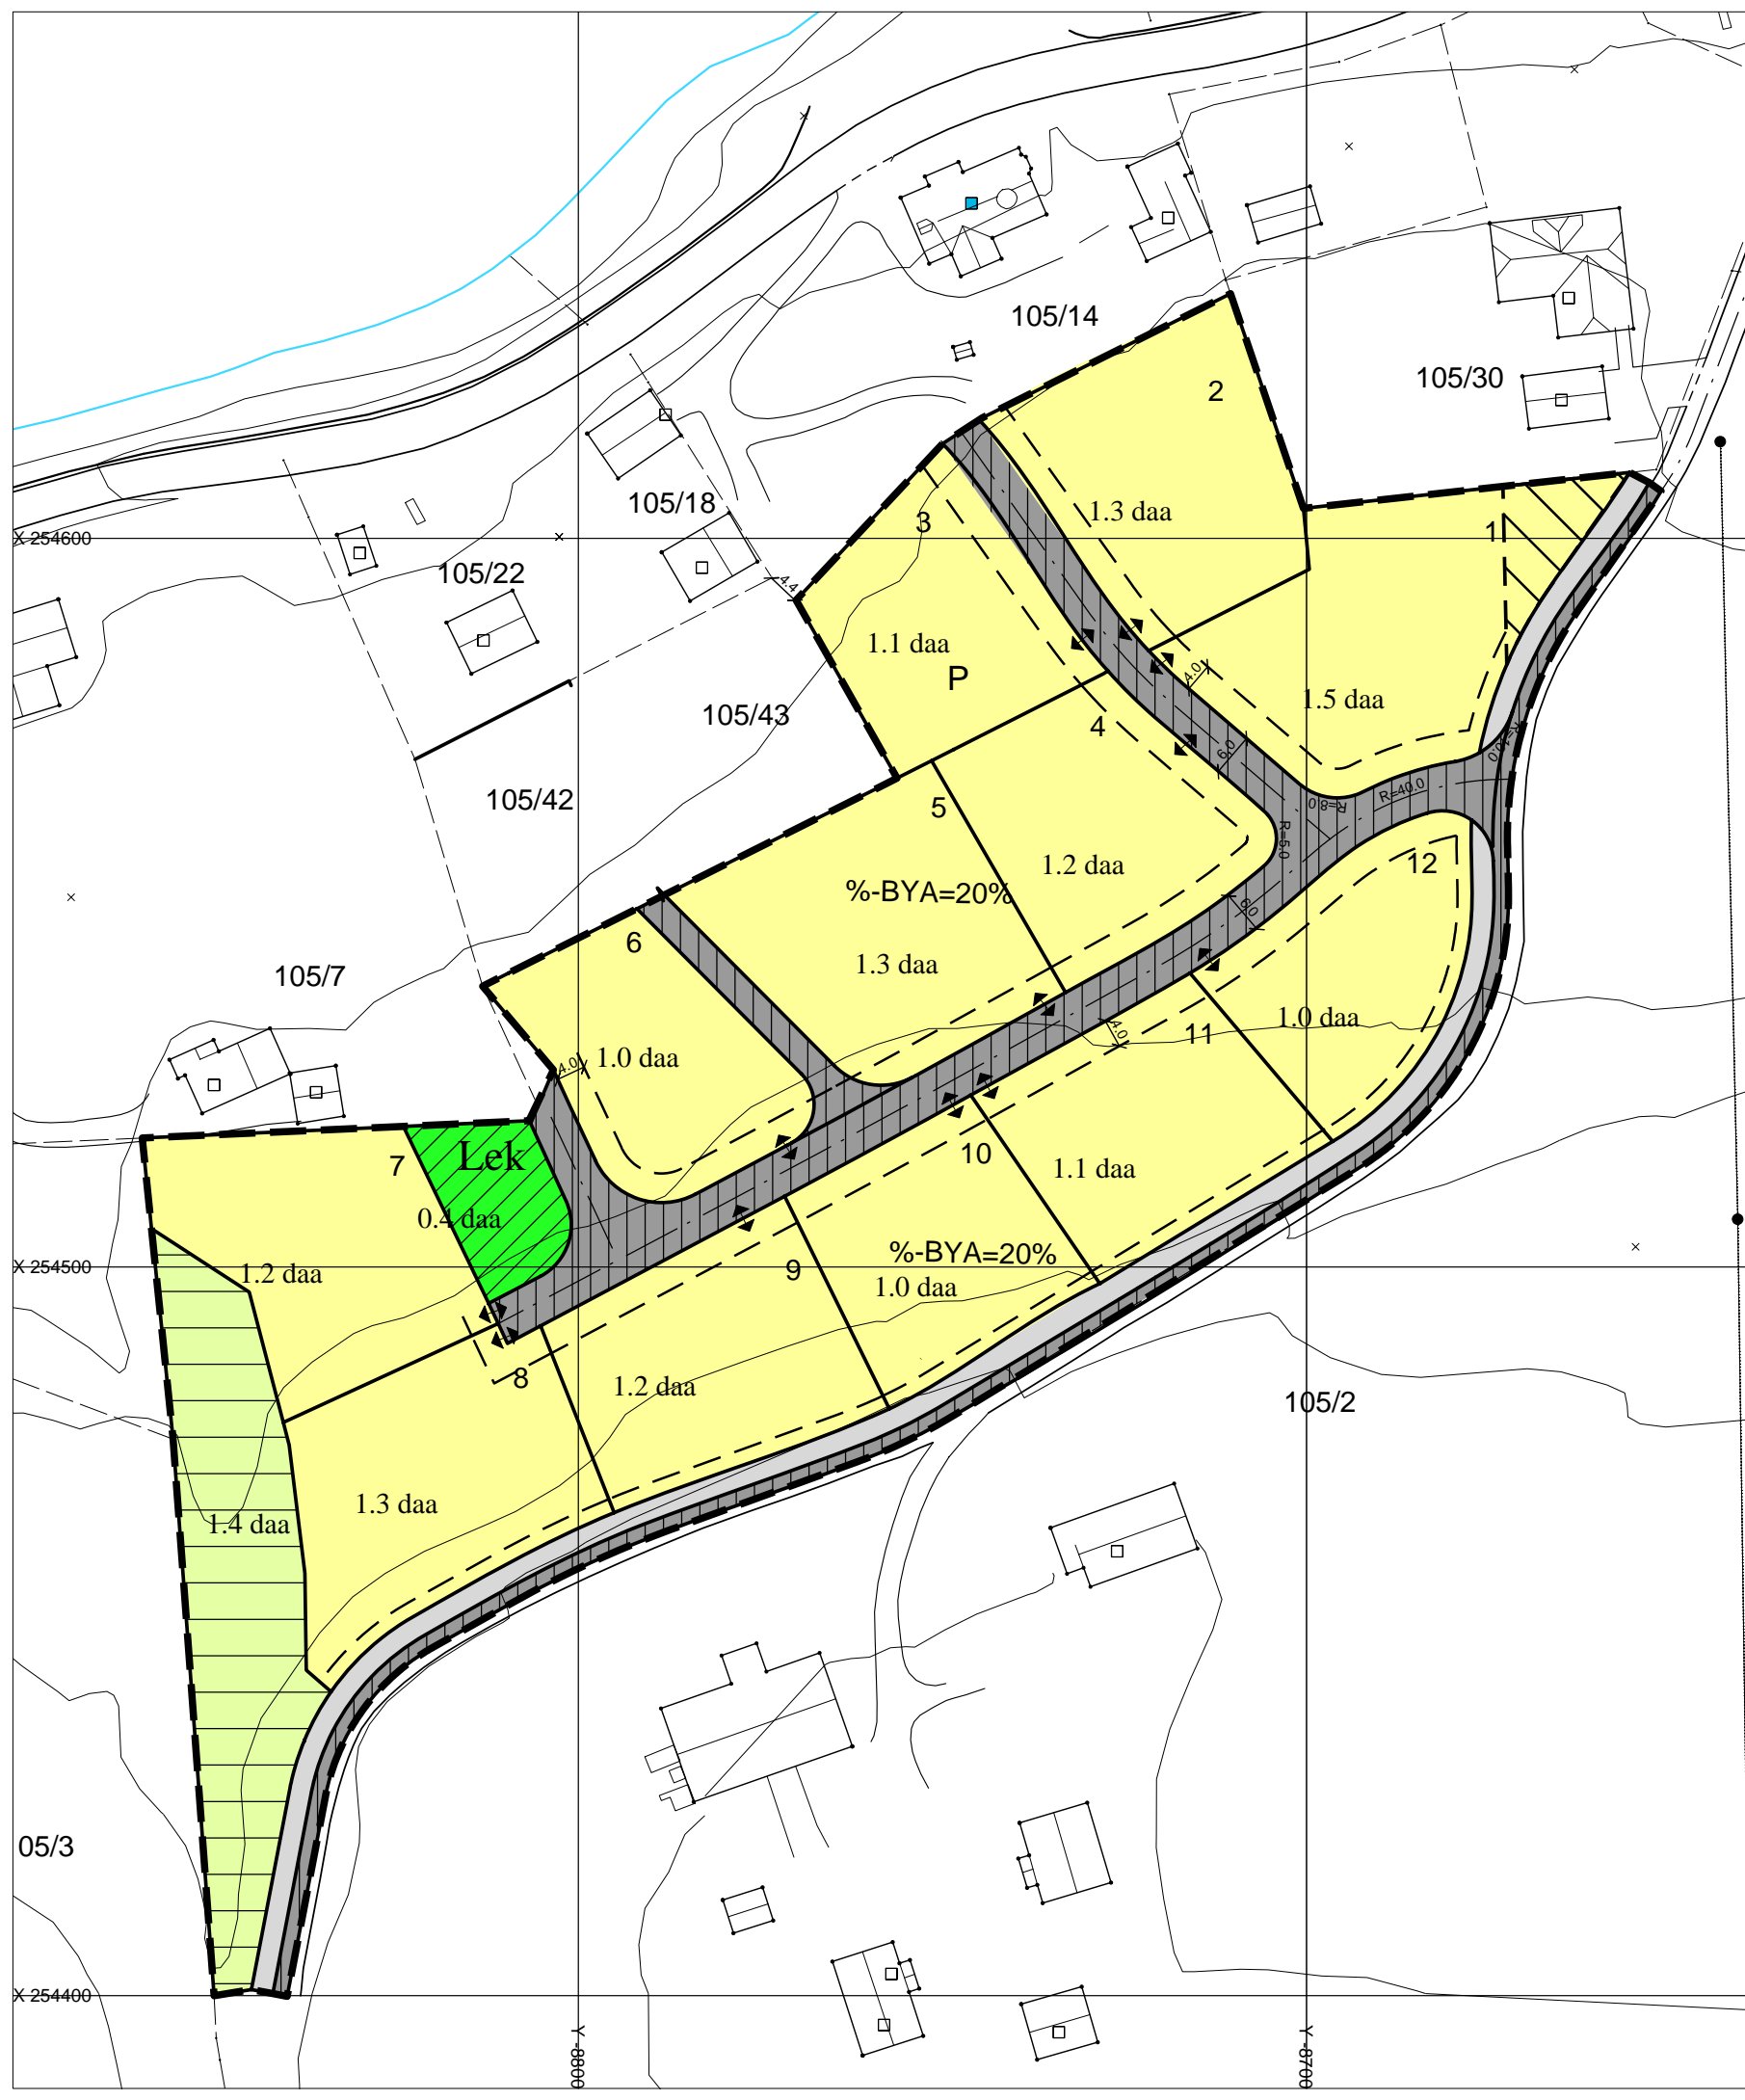 105/14
105/30
2
105/18
1.3 daa
3
1
X 254600
105/22
4.4
1.1 daa
P
4.0
1.5 daa
105/43
4
6.0
R=10.0
105/42
5
R=40.0
R=8.0
R=5.0
1.2 daa
12
%-BYA=20%
6.0
6
1.3 daa
105/7
1.0 daa
4.0
11
1.0 daa
4.0
Lek
7
10
1.1 daa
0.4 daa
%-BYA=20%
X 254500
1.2 daa
9
1.0 daa
8
1.2 daa
105/2
1.3 daa
1.4 daa
05/3
X 254400
Y -8800
Y -8700